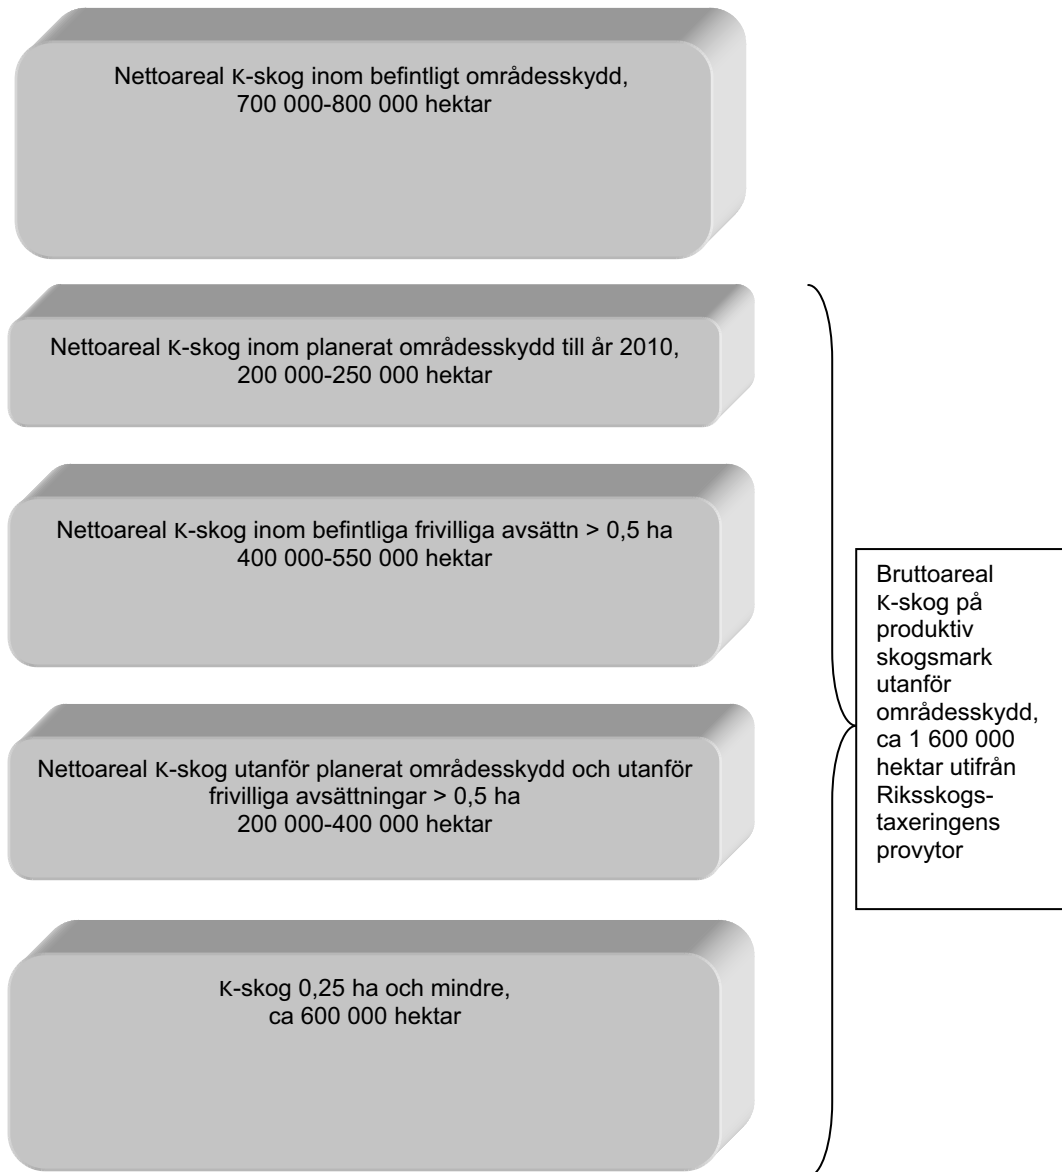 Nettoareal K-skog inom befintligt områdesskydd,
700 000-800 000 hektar
Nettoareal K-skog inom planerat områdesskydd till år 2010,
200 000-250 000 hektar
Nettoareal K-skog inom befintliga frivilliga avsättn > 0,5 ha
400 000-550 000 hektar
Nettoareal K-skog utanför planerat områdesskydd och utanför
frivilliga avsättningar > 0,5 ha
200 000-400 000 hektar
K-skog 0,25 ha och mindre,
ca 600 000 hektar
Bruttoareal
K-skog på
produktiv
skogsmark
utanför
områdesskydd,
ca 1 600 000
hektar utifrån
Riksskogs-
taxeringens
provytor